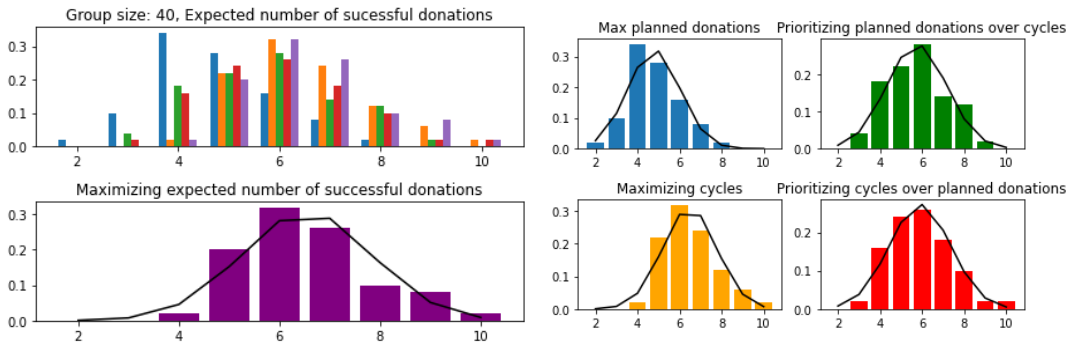 Group size: 40, Expected number of sucessful donations
0.3
0.2
0.1
0.0
2 4 6 8 10
Maximizing expected number of successful donations
0.3
0.2
0.1
0.0
2 4 6 8 10
Max planned donations
0.3
0.2
0.1
0.0
2 4 6 8 10
Prioritizing planned donations over cycles
0.2
0.1
0.0
2 4 6 8 10
Maximizing cycles
0.3
0.2
0.1
0.0
2 4 6 8 10
Prioritizing cycles over planned donations
0.2
0.1
0.0
2 4 6 8 10